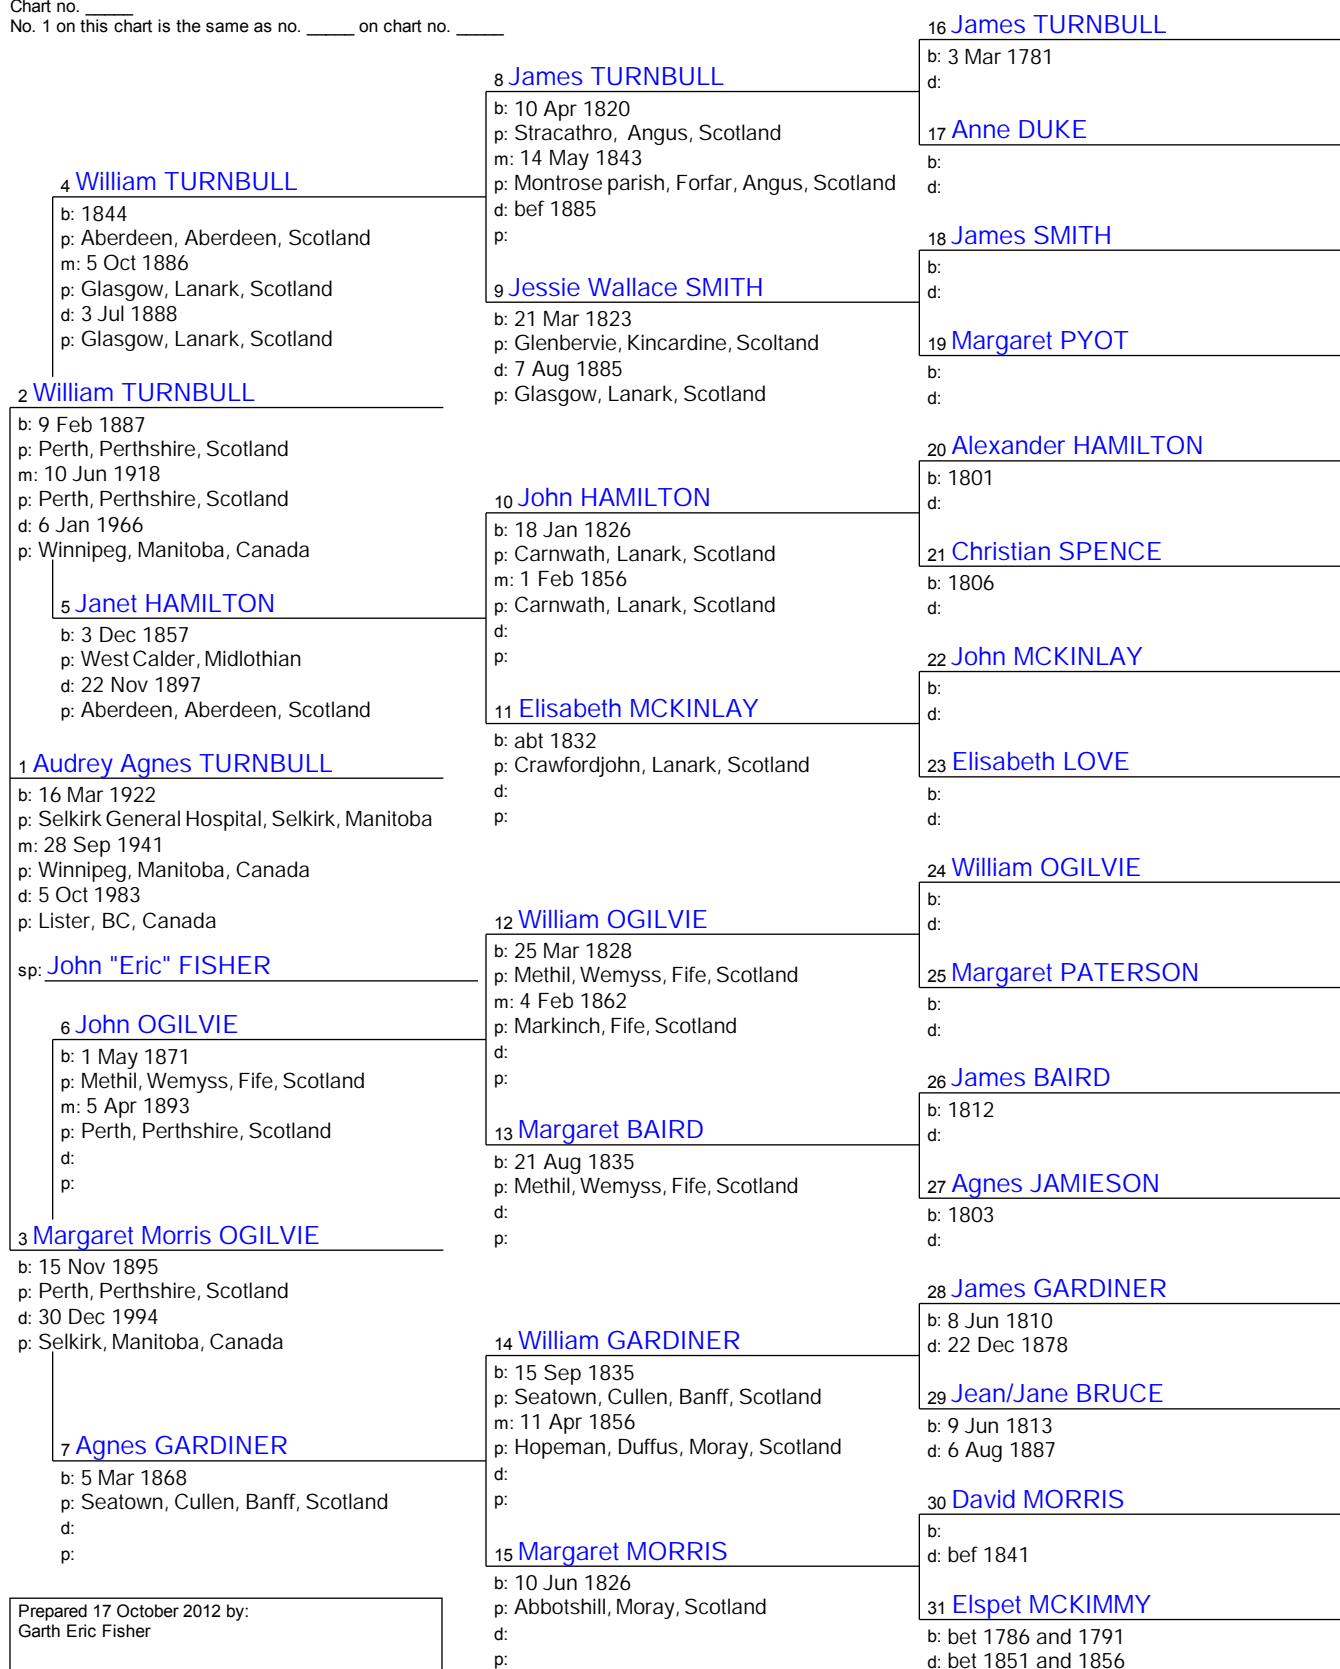 Chart no. _____
No. 1 on this chart is the same as no. _____ on chart no. _____
4 William TURNBULL
b: 1844
p: Aberdeen, Aberdeen, Scotland
m: 5 Oct 1886
p: Glasgow, Lanark, Scotland
d: 3 Jul 1888
p: Glasgow, Lanark, Scotland
2 William TURNBULL
b: 9 Feb 1887
p: Perth, Perthshire, Scotland
m: 10 Jun 1918
p: Perth, Perthshire, Scotland
d: 6 Jan 1966
p: Winnipeg, Manitoba, Canada
5 Janet HAMILTON
b: 3 Dec 1857
p: West Calder, Midlothian
d: 22 Nov 1897
p: Aberdeen, Aberdeen, Scotland
1 Audrey Agnes TURNBULL
b: 16 Mar 1922
p: Selkirk General Hospital, Selkirk, Manitoba
m: 28 Sep 1941
p: Winnipeg, Manitoba, Canada
d: 5 Oct 1983
p: Lister, BC, Canada
sp: John "Eric" FISHER
6 John OGILVIE
b: 1 May 1871
p: Methil, Wemyss, Fife, Scotland
m: 5 Apr 1893
p: Perth, Perthshire, Scotland
d:
p:
3 Margaret Morris OGILVIE
b: 15 Nov 1895
p: Perth, Perthshire, Scotland
d: 30 Dec 1994
p: Selkirk, Manitoba, Canada
7 Agnes GARDINER
b: 5 Mar 1868
p: Seatown, Cullen, Banff, Scotland
d:
p:
Prepared 17 October 2012 by:
Garth Eric Fisher
8 James TURNBULL
b: 10 Apr 1820
p: Stracathro, Angus, Scotland
m: 14 May 1843
p: Montrose parish, Forfar, Angus, Scotland
d: bef 1885
p:
9 Jessie Wallace SMITH
b: 21 Mar 1823
p: Glenbervie, Kincardine, Scoltand
d: 7 Aug 1885
p: Glasgow, Lanark, Scotland
10 John HAMILTON
b: 18 Jan 1826
p: Carnwath, Lanark, Scotland
m: 1 Feb 1856
p: Carnwath, Lanark, Scotland
d:
p:
11 Elisabeth MCKINLAY
b: abt 1832
p: Crawfordjohn, Lanark, Scotland
d:
p:
12 William OGILVIE
b: 25 Mar 1828
p: Methil, Wemyss, Fife, Scotland
m: 4 Feb 1862
p: Markinch, Fife, Scotland
d:
p:
13 Margaret BAIRD
b: 21 Aug 1835
p: Methil, Wemyss, Fife, Scotland
d:
p:
14 William GARDINER
b: 15 Sep 1835
p: Seatown, Cullen, Banff, Scotland
m: 11 Apr 1856
p: Hopeman, Duffus, Moray, Scotland
d:
p:
15 Margaret MORRIS
b: 10 Jun 1826
p: Abbotshill, Moray, Scotland
d:
p:
16 James TURNBULL
b: 3 Mar 1781
d:
17 Anne DUKE
b:
d:
18 James SMITH
b:
d:
19 Margaret PYOT
b:
d:
20 Alexander HAMILTON
b: 1801
d:
21 Christian SPENCE
b: 1806
d:
22 John MCKINLAY
b:
d:
23 Elisabeth LOVE
b:
d:
24 William OGILVIE
b:
d:
25 Margaret PATERSON
b:
d:
26 James BAIRD
b: 1812
d:
27 Agnes JAMIESON
b: 1803
d:
28 James GARDINER
b: 8 Jun 1810
d: 22 Dec 1878
29 Jean/Jane BRUCE
b: 9 Jun 1813
d: 6 Aug 1887
30 David MORRIS
b:
d: bef 1841
31 Elspet MCKIMMY
b: bet 1786 and 1791
d: bet 1851 and 1856